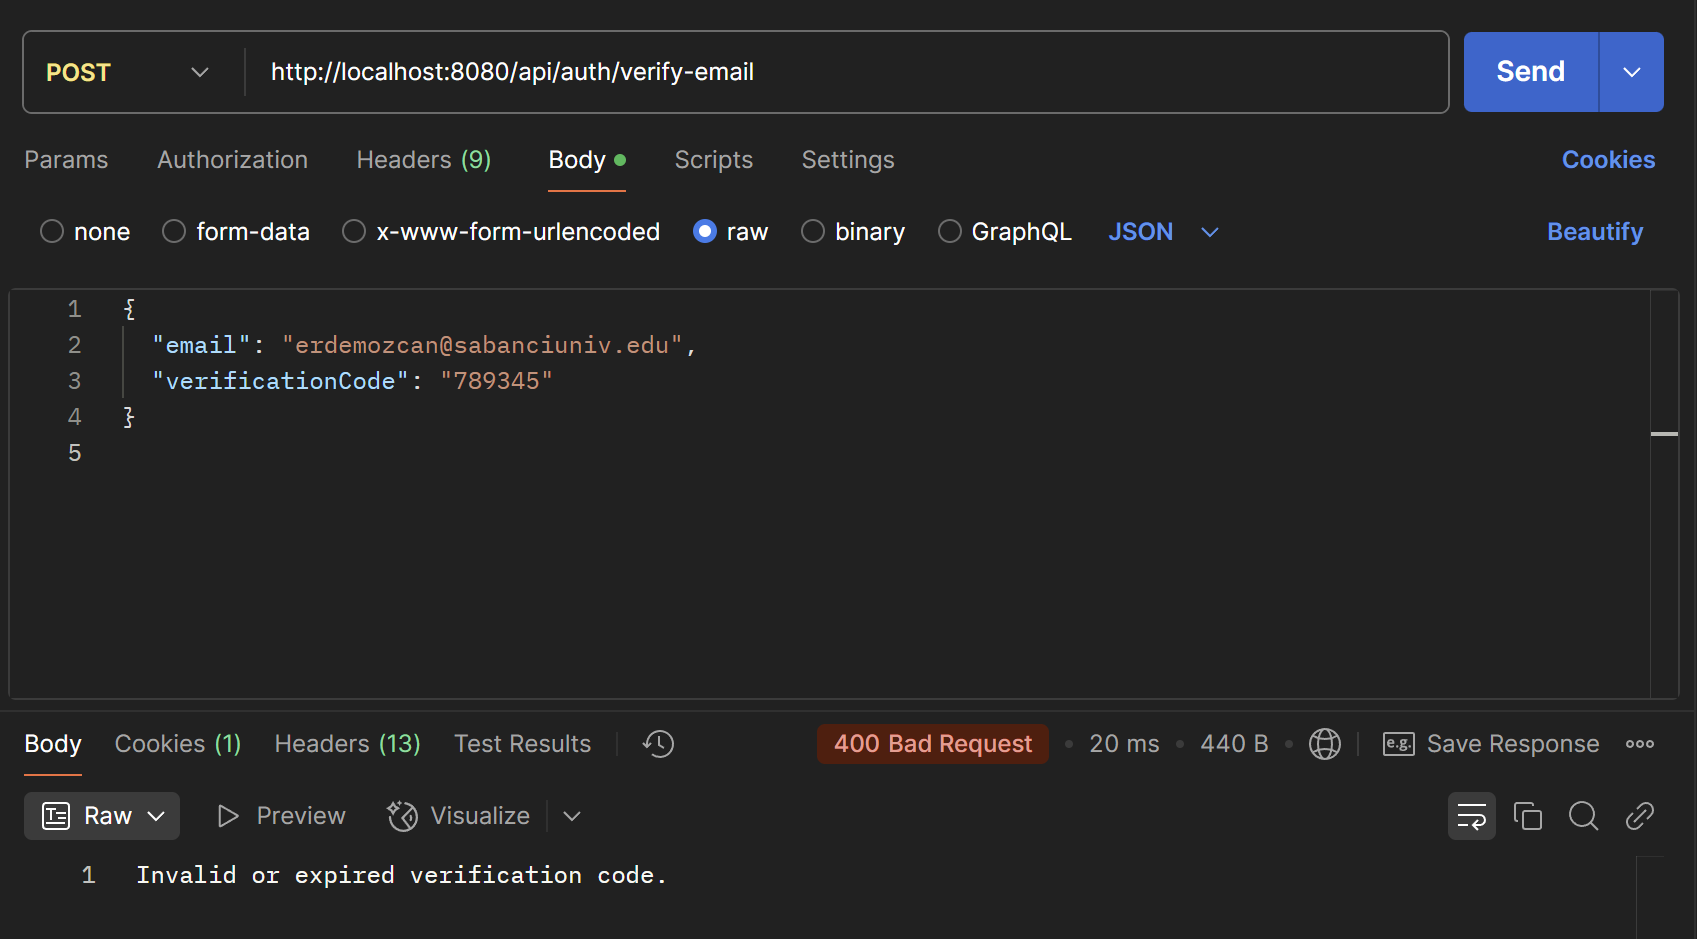 POST http://localhost:8080/api/auth/verify-email Send
Params Authorization Headers (9) Body Scripts Settings Cookies
none form-data x-www-form-urlencoded raw binary GraphQL JSON Beautify
1 {
2 "email": "erdemozcan@sabanciuniv.edu",
3 "verificationCode": "789345"
4 }
5
Body Cookies (1) Headers (13) Test Results 400 Bad Request • 20 ms • 440 B • e.g. Save Response
Raw Preview Visualize
1 Invalid or expired verification code.